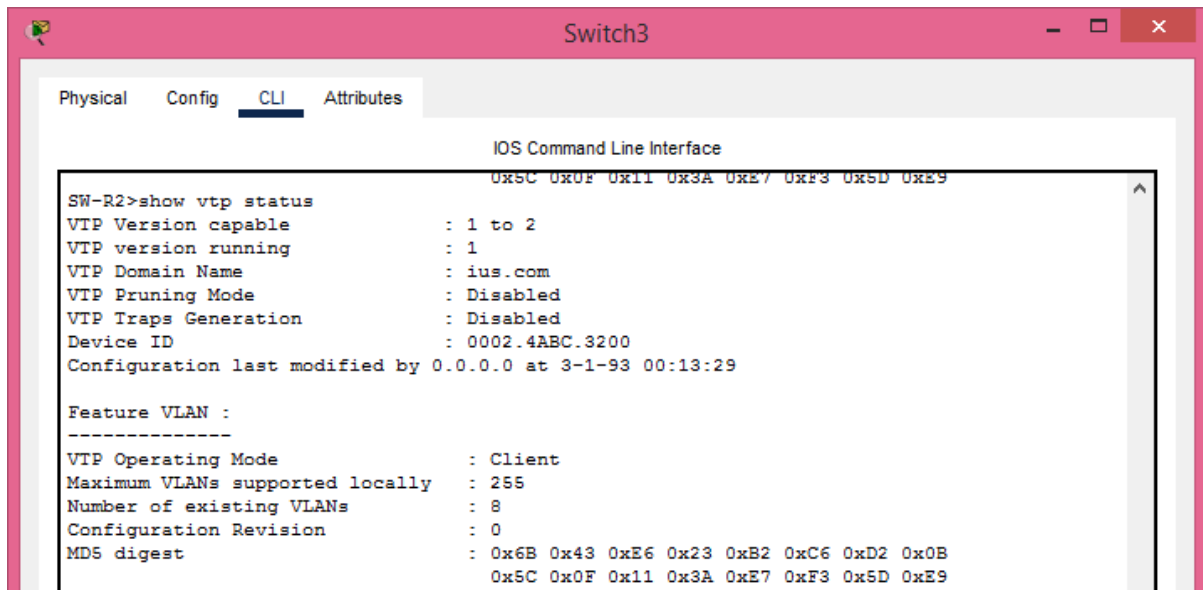 Switch3
Physical Config CLI Attributes
IOS Command Line Interface
0x5C 0x0F 0x11 0x3A 0xE7 0xF3 0x5D 0xE9
SW-R2>show vtp status
VTP Version capable : 1 to 2
VTP version running : 1
VTP Domain Name : ius.com
VTP Pruning Mode : Disabled
VTP Traps Generation : Disabled
Device ID : 0002.4ABC.3200
Configuration last modified by 0.0.0.0 at 3-1-93 00:13:29
Feature VLAN :
--------------
VTP Operating Mode : Client
Maximum VLANs supported locally : 255
Number of existing VLANs : 8
Configuration Revision : 0
MD5 digest : 0x6B 0x43 0xE6 0x23 0xB2 0xC6 0xD2 0x0B
0x5C 0x0F 0x11 0x3A 0xE7 0xF3 0x5D 0xE9